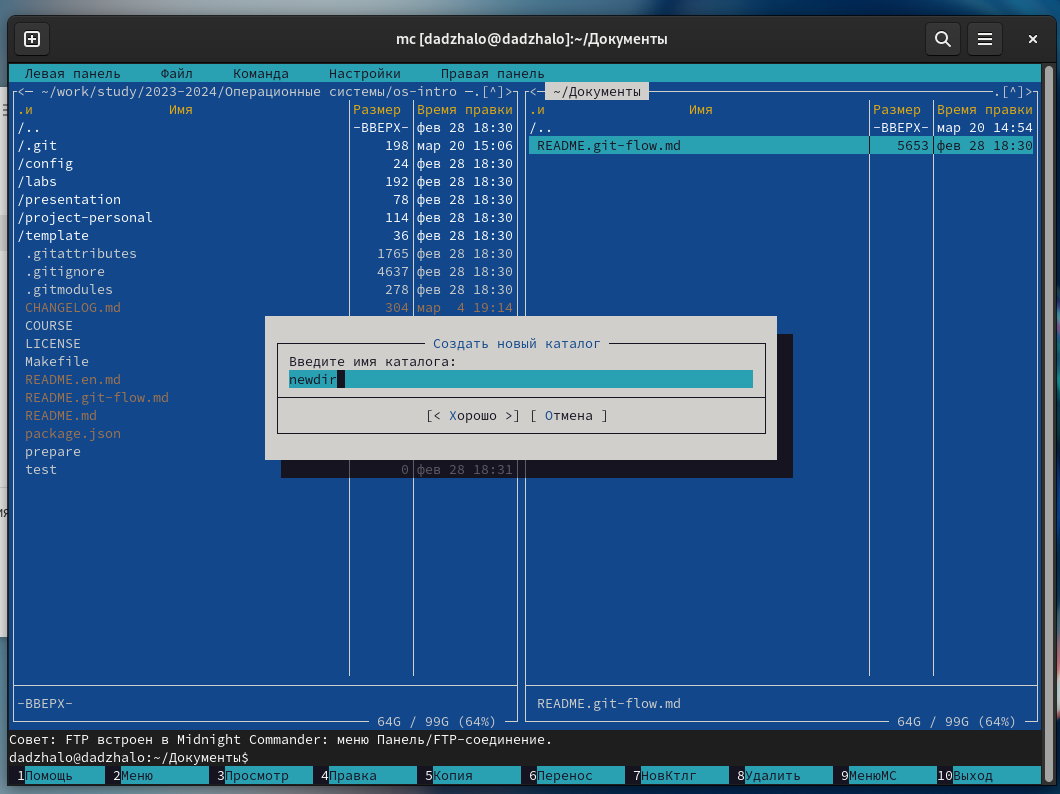 mc [dadzhalo@dadzhalo]:~/Документы
Левая панель Файл Команда Настройки Правая панель
<─ ~/work/study/2023-2024/Операционные системы/os-intro ─.[^]>
.и Имя Размер Время правки
/.. -ВВЕРХ- фев 28 18:30
/.git 198 мар 20 15:06
/config 24 фев 28 18:30
/labs 192 фев 28 18:30
/presentation 78 фев 28 18:30
/project-personal 114 фев 28 18:30
/template 36 фев 28 18:30
.gitattributes 1765 фев 28 18:30
.gitignore 4637 фев 28 18:30
.gitmodules 278 фев 28 18:30
CHANGELOG.md 304 мар 4 19:14
COURSE
LICENSE
Makefile
README.en.md
README.git-flow.md
README.md
package.json
prepare
test 0 фев 28 18:31
-ВВЕРХ-
64G / 99G (64%)
<─ ~/Документы .[^]>
.и Имя Размер Время правки
/.. -ВВЕРХ- мар 20 14:54
README.git-flow.md 5653 фев 28 18:30
README.git-flow.md
64G / 99G (64%)
Создать новый каталог
Введите имя каталога:
newdir
[< Хорошо >] [ Отмена ]
Совет: FTP встроен в Midnight Commander: меню Панель/FTP-соединение.
dadzhalo@dadzhalo:~/Документы$
1Помощь 2Меню 3Просмотр 4Правка 5Копия 6Перенос 7НовКтлг 8Удалить 9МенюМС 10Выход